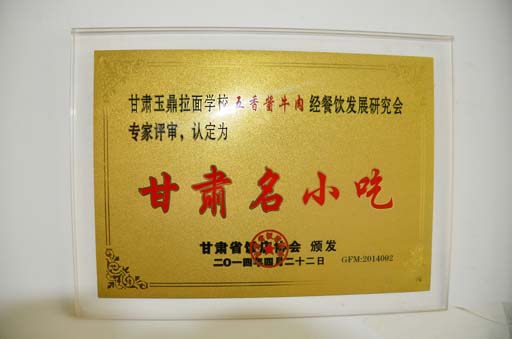 甘肃玉鼎拉面学校 五香酱牛肉 经餐饮发展研究会
专家评审，认定为
甘肃名小吃
甘肃省饭店协会 颁发
二〇一四年四月二十二日 GFM:2014002